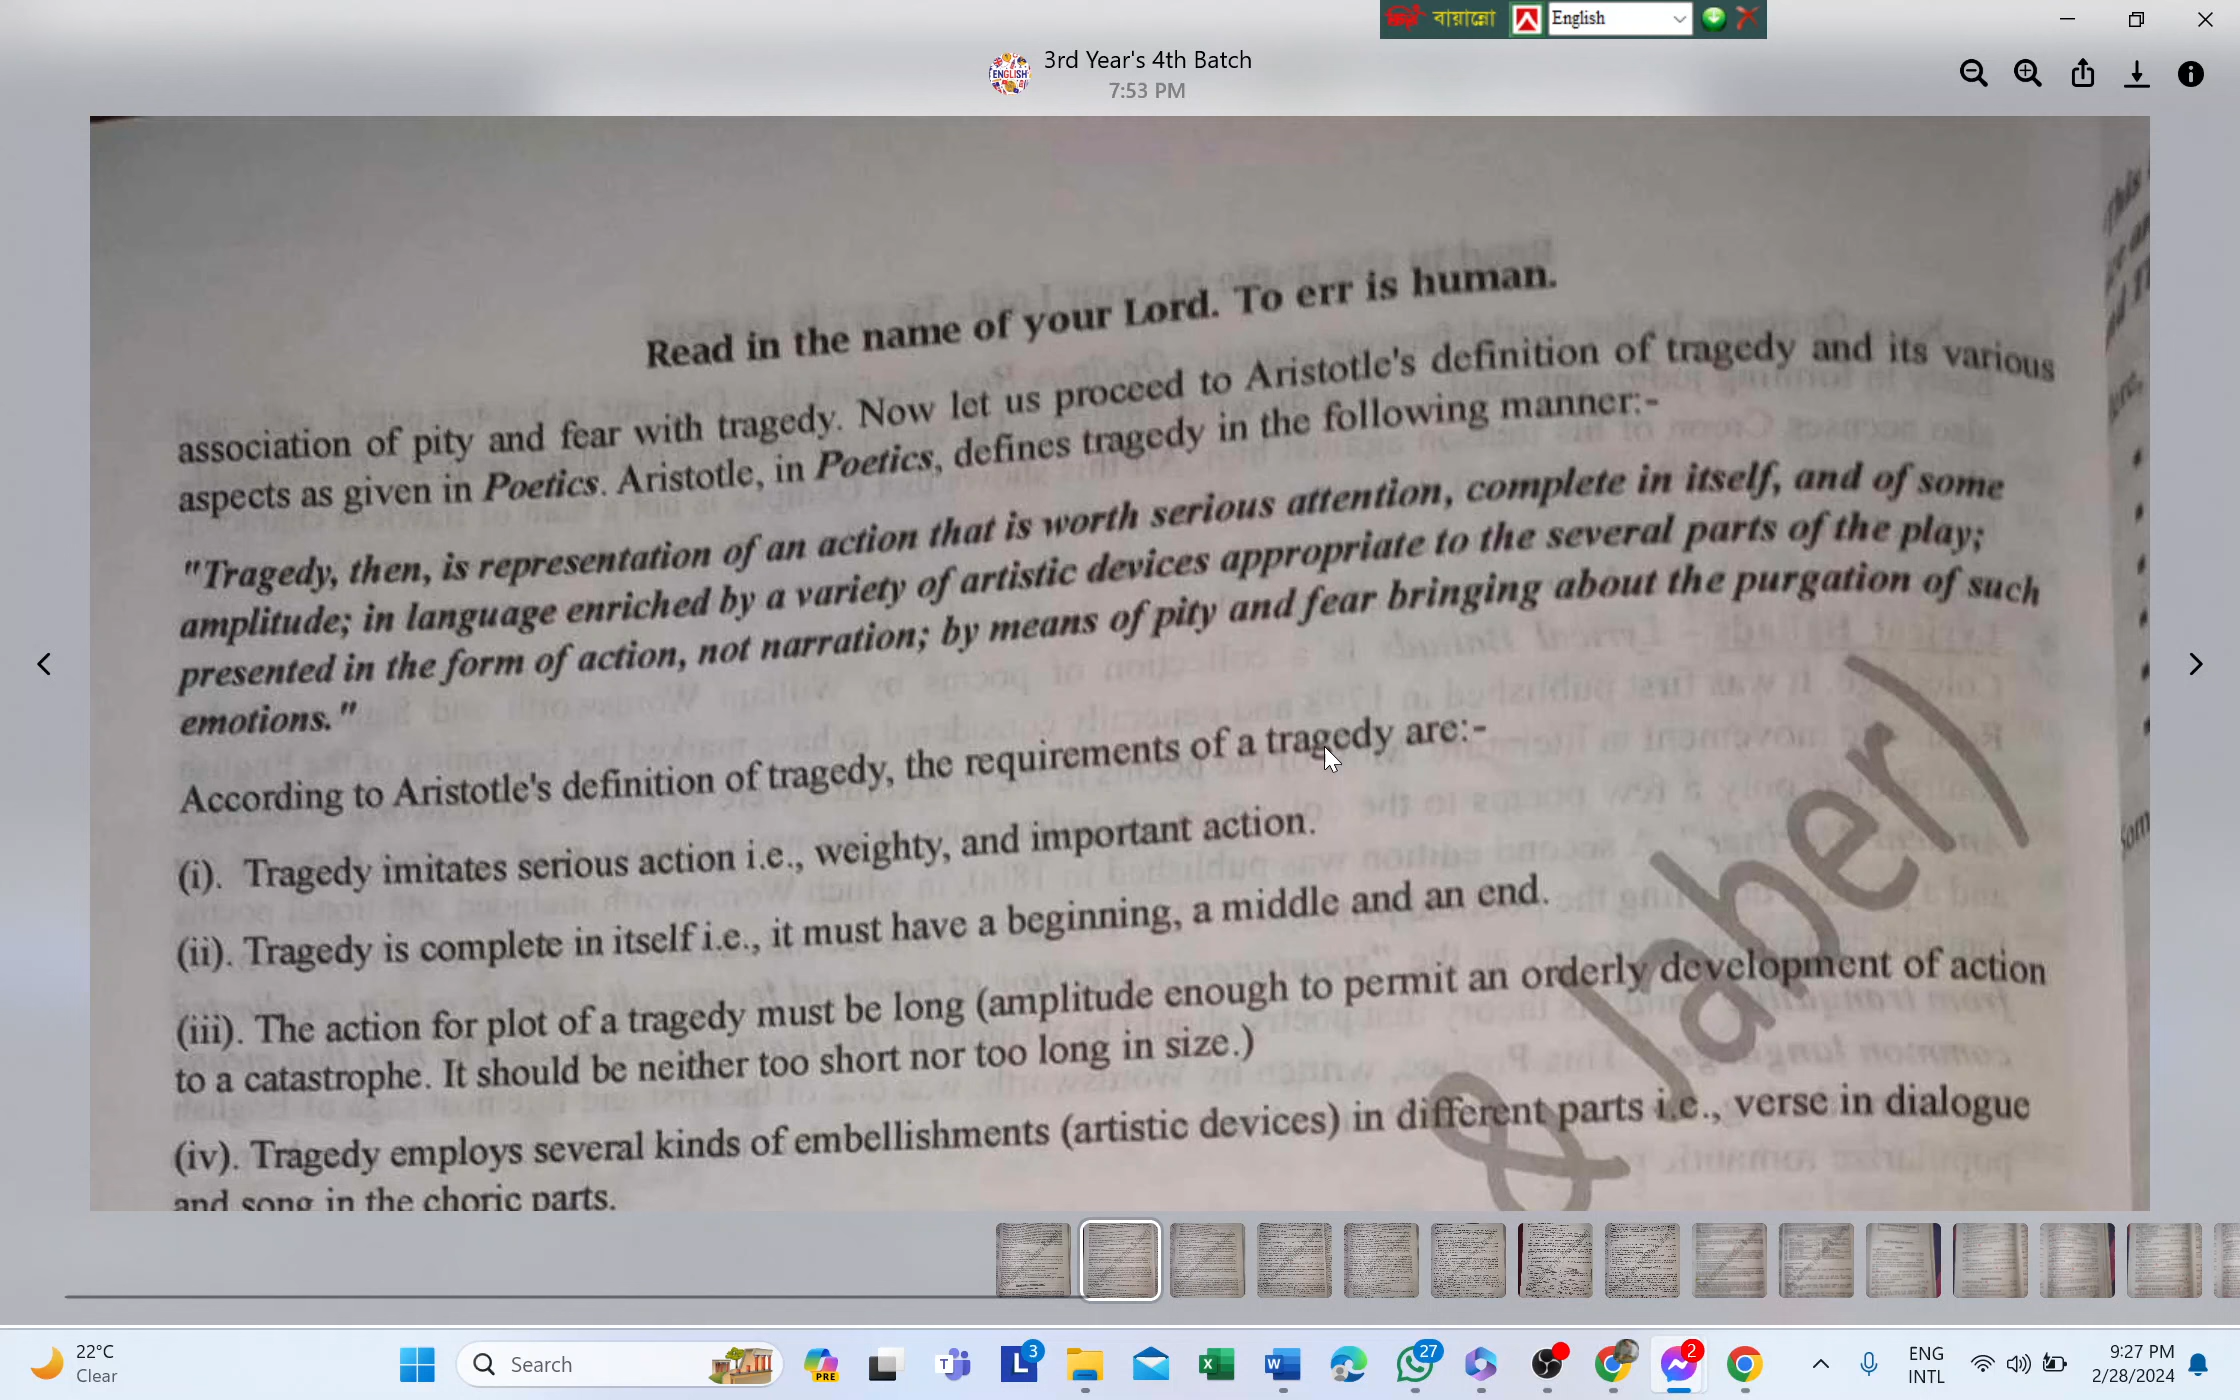 বায়ান্নো
English
3rd Year's 4th Batch
ENGLISH
7:53 PM
Read in the name of your Lord. To err is human.
association of pity and fear with tragedy. Now let us proceed to Aristotle's definition of tragedy and its various
aspects as given in Poetics. Aristotle, in Poetics, defines tragedy in the following manner:-
"Tragedy, then, is representation of an action that is worth serious attention, complete in itself, and of some
amplitude; in language enriched by a variety of artistic devices appropriate to the several parts of the play;
presented in the form of action, not narration; by means of pity and fear bringing about the purgation of such
emotions."
According to Aristotle's definition of tragedy, the requirements of a tragedy are:-
(i). Tragedy imitates serious action i.e., weighty, and important action.
(ii). Tragedy is complete in itself i.e., it must have a beginning, a middle and an end.
(iii). The action for plot of a tragedy must be long (amplitude enough to permit an orderly development of action
to a catastrophe. It should be neither too short nor too long in size.)
(iv). Tragedy employs several kinds of embellishments (artistic devices) in different parts i.e., verse in dialogue
and song in the choric parts.
& Jaber)
22°C
Clear
Search
PRE
3
27
2
ENG
INTL
9:27 PM
2/28/2024